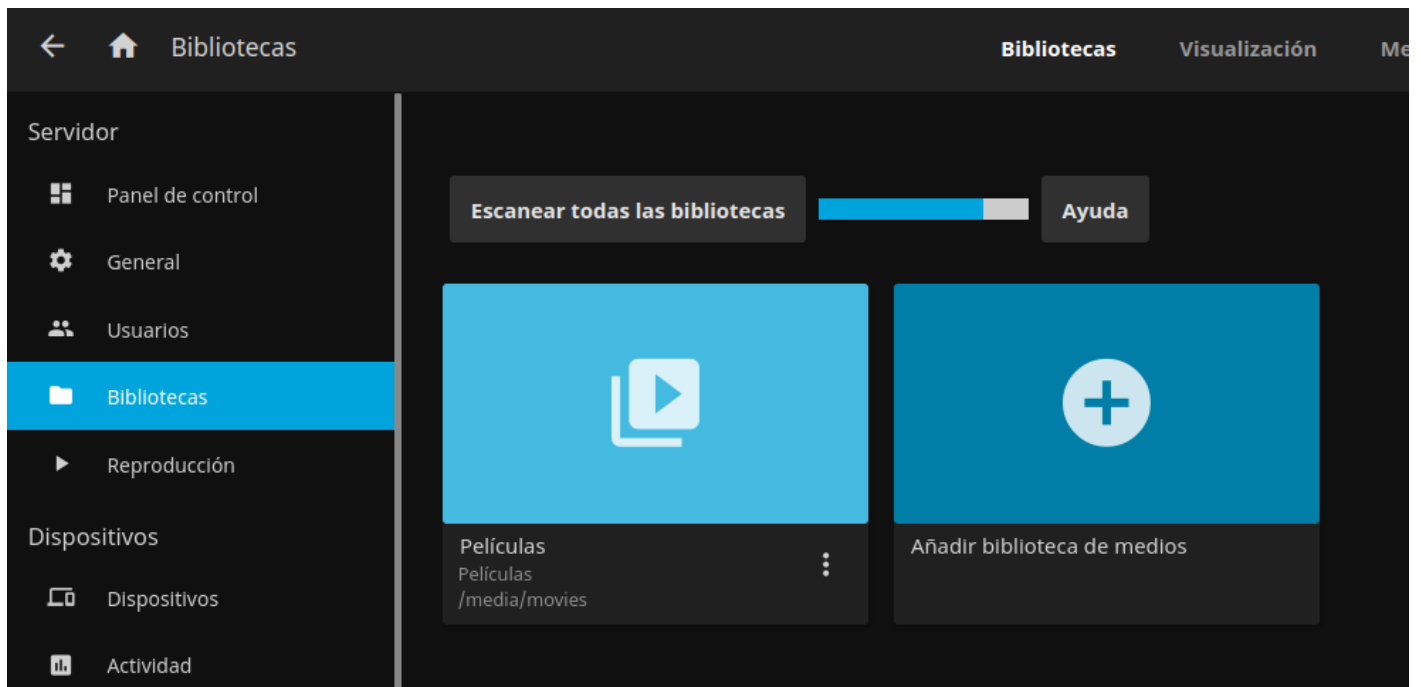 Bibliotecas
Bibliotecas Visualización Me
Servidor
Panel de control
General
Usuarios
Bibliotecas
Reproducción
Dispositivos
Dispositivos
Actividad
Escanear todas las bibliotecas
Ayuda
Películas
Películas
/media/movies
Añadir biblioteca de medios